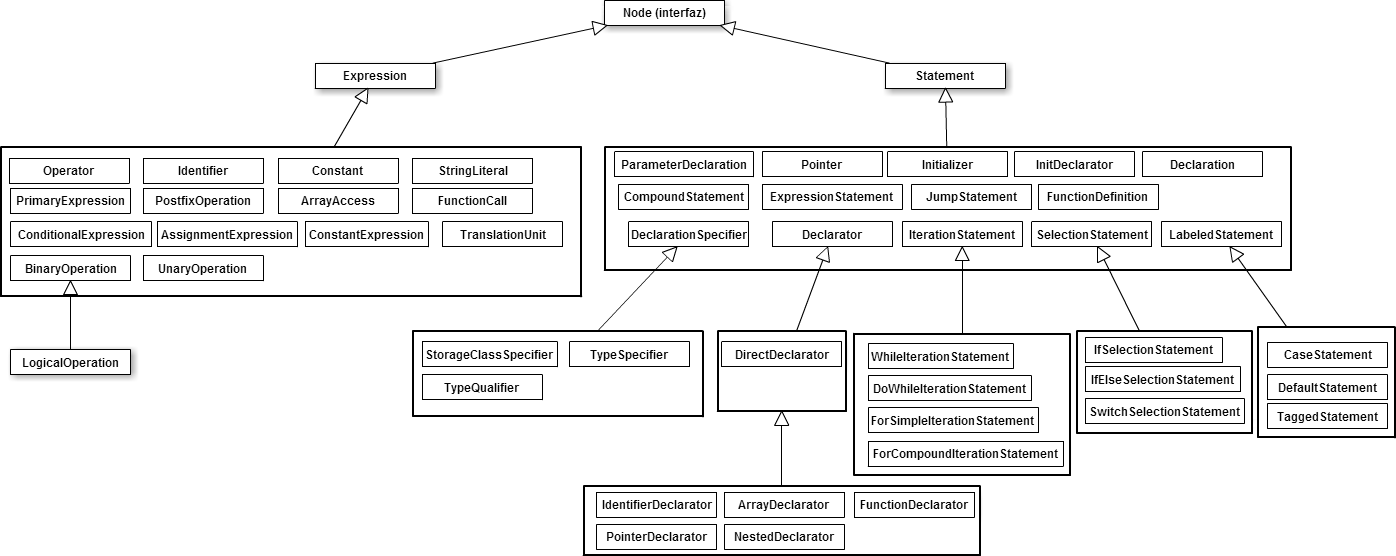 Node (interfaz)
Expression
Statement
Operator
Identifier
Constant
StringLiteral
PrimaryExpression
PostfixOperation
ArrayAccess
FunctionCall
ConditionalExpression
AssignmentExpression
ConstantExpression
TranslationUnit
BinaryOperation
UnaryOperation
LogicalOperation
ParameterDeclaration
Pointer
Initializer
InitDeclarator
Declaration
CompoundStatement
ExpressionStatement
JumpStatement
FunctionDefinition
DeclarationSpecifier
Declarator
IterationStatement
SelectionStatement
LabeledStatement
StorageClassSpecifier
TypeSpecifier
TypeQualifier
DirectDeclarator
WhileIterationStatement
DoWhileIterationStatement
ForSimpleIterationStatement
ForCompoundIterationStatement
IfSelectionStatement
IfElseSelectionStatement
SwitchSelectionStatement
CaseStatement
DefaultStatement
TaggedStatement
IdentifierDeclarator
ArrayDeclarator
FunctionDeclarator
PointerDeclarator
NestedDeclarator